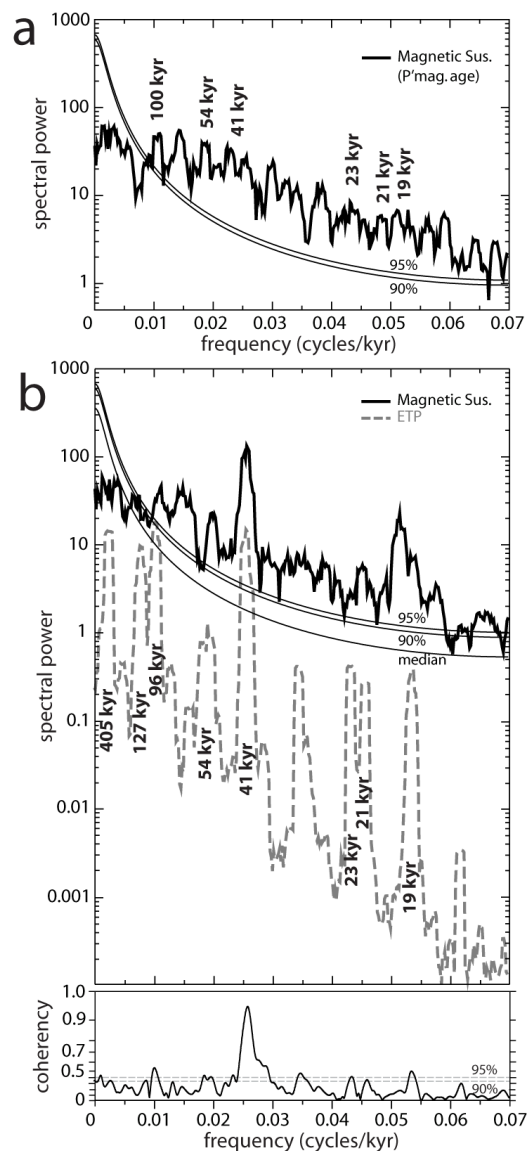 a
1000
100
10
1
spectral power
Magnetic Sus.
(P'mag. age)
100 kyr
54 kyr
41 kyr
23 kyr
21 kyr
19 kyr
95%
90%
0 0.01 0.02 0.03 0.04 0.05 0.06 0.07
frequency (cycles/kyr)
b
1000
100
10
1
0.1
0.01
0.001
spectral power
Magnetic Sus.
ETP
95%
90%
median
405 kyr
127 kyr
96 kyr
54 kyr
41 kyr
23 kyr
21 kyr
19 kyr
1.0
0.9
0.7
0.5
0
coherency
95%
90%
0 0.01 0.02 0.03 0.04 0.05 0.06 0.07
frequency (cycles/kyr)